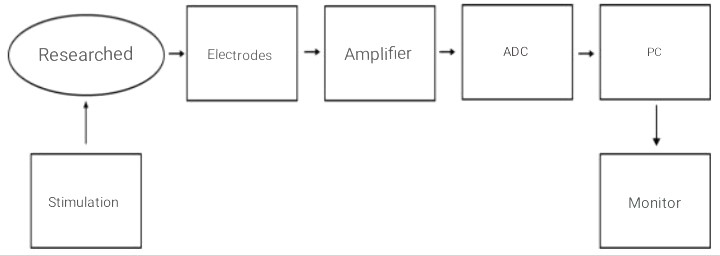 Researched
Electrodes
Amplifier
ADC
PC
Stimulation
Monitor